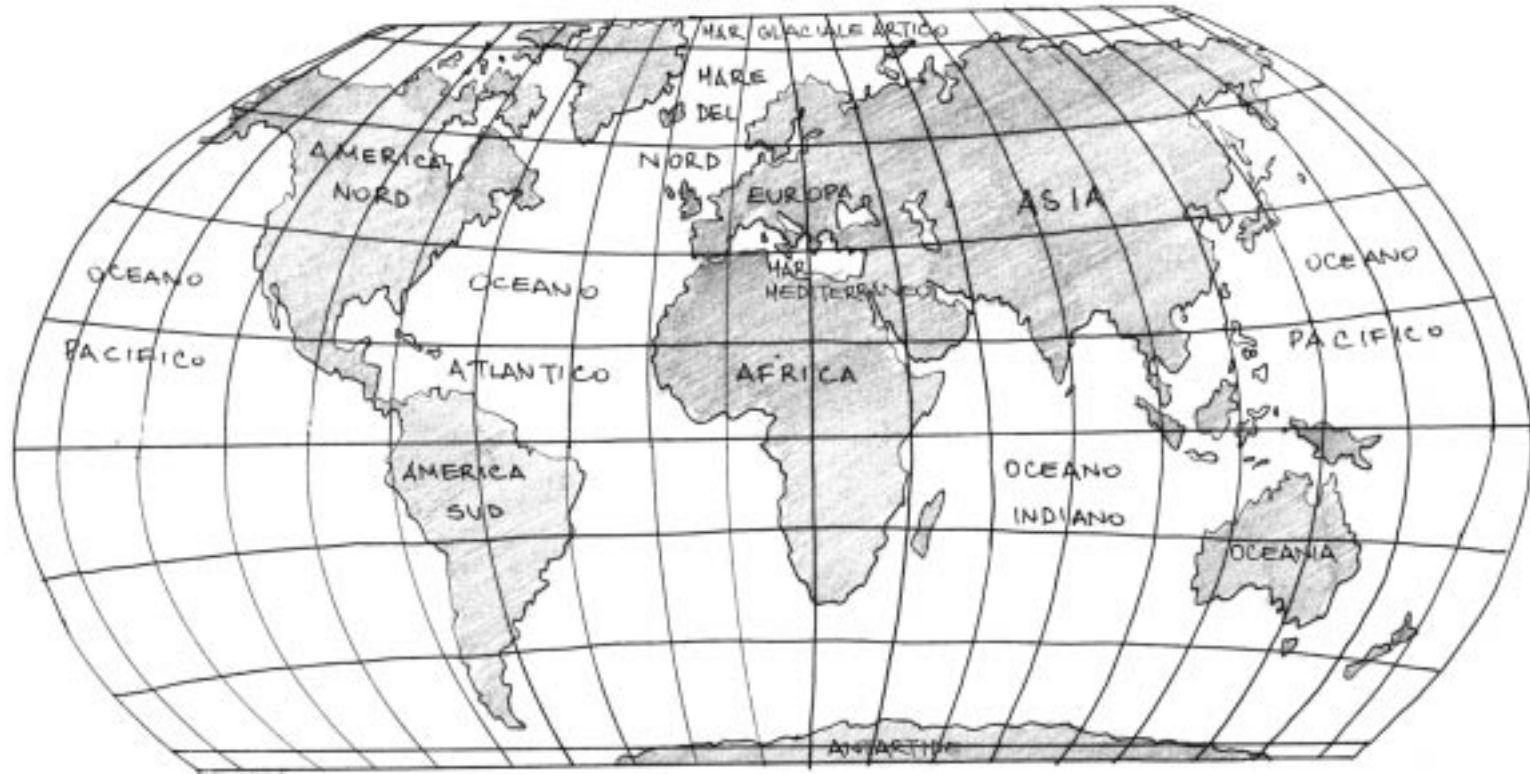 MAR GLACIALE ARTICO
MARE
DEL
NORD
AMERICA
NORD
EUROPA
ASIA
OCEANO
PACIFICO
OCEANO
ATLANTICO
MAR
MEDITERRANEO
OCEANO
PACIFICO
AFRICA
AMERICA
SUD
OCEANO
INDIANO
OCEANIA
ANTARTIDE